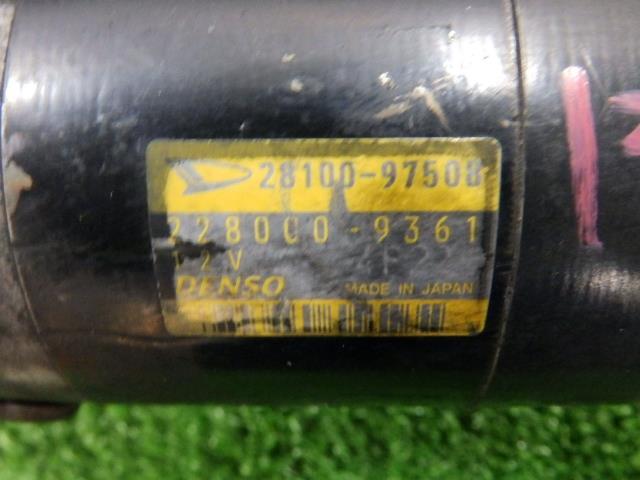 28100-97508
228000-9361
12V
DENSO MADE IN JAPAN